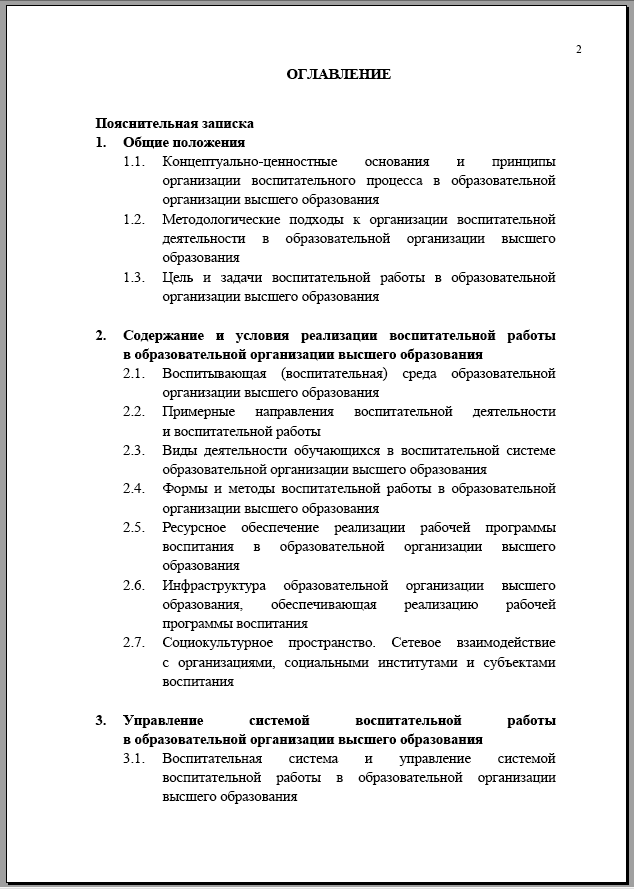 2
ОГЛАВЛЕНИЕ
Пояснительная записка
1. Общие положения
1.1. Концептуально-ценностные основания и принципы
организации воспитательного процесса в образовательной
организации высшего образования
1.2. Методологические подходы к организации воспитательной
деятельности в образовательной организации высшего
образования
1.3. Цель и задачи воспитательной работы в образовательной
организации высшего образования
2. Содержание и условия реализации воспитательной работы
в образовательной организации высшего образования
2.1. Воспитывающая (воспитательная) среда образовательной
организации высшего образования
2.2. Примерные направления воспитательной деятельности
и воспитательной работы
2.3. Виды деятельности обучающихся в воспитательной системе
образовательной организации высшего образования
2.4. Формы и методы воспитательной работы в образовательной
организации высшего образования
2.5. Ресурсное обеспечение реализации рабочей программы
воспитания в образовательной организации высшего
образования
2.6. Инфраструктура образовательной организации высшего
образования, обеспечивающая реализацию рабочей
программы воспитания
2.7. Социокультурное пространство. Сетевое взаимодействие
с организациями, социальными институтами и субъектами
воспитания
3. Управление системой воспитательной работы
в образовательной организации высшего образования
3.1. Воспитательная система и управление системой
воспитательной работы в образовательной организации
высшего образования